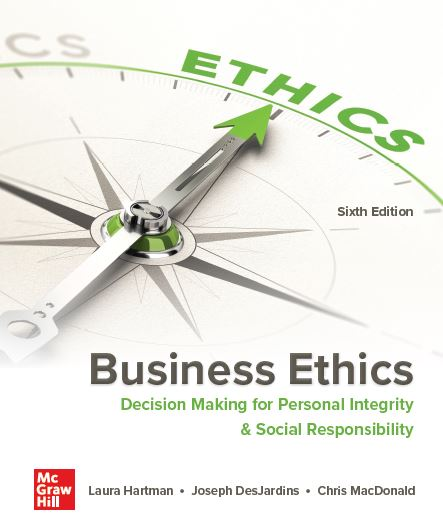 ICS
ETHICS
Sixth Edition
Business Ethics
Decision Making for Personal Integrity
& Social Responsibility
Mc
Graw
Hill
Laura Hartman • Joseph DesJardins • Chris MacDonald